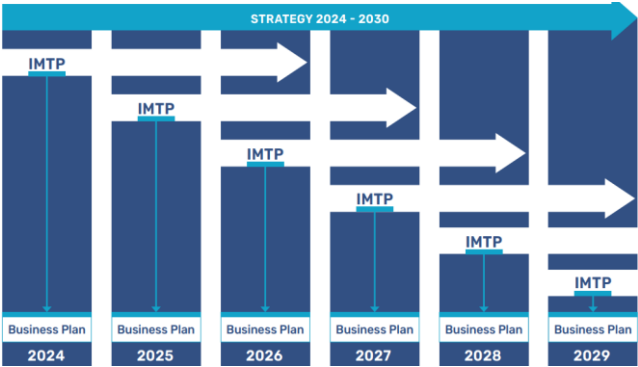 STRATEGY 2024 - 2030
IMTP
IMTP
IMTP
IMTP
IMTP
IMTP
Business Plan
Business Plan
Business Plan
Business Plan
Business Plan
Business Plan
2024
2025
2026
2027
2028
2029